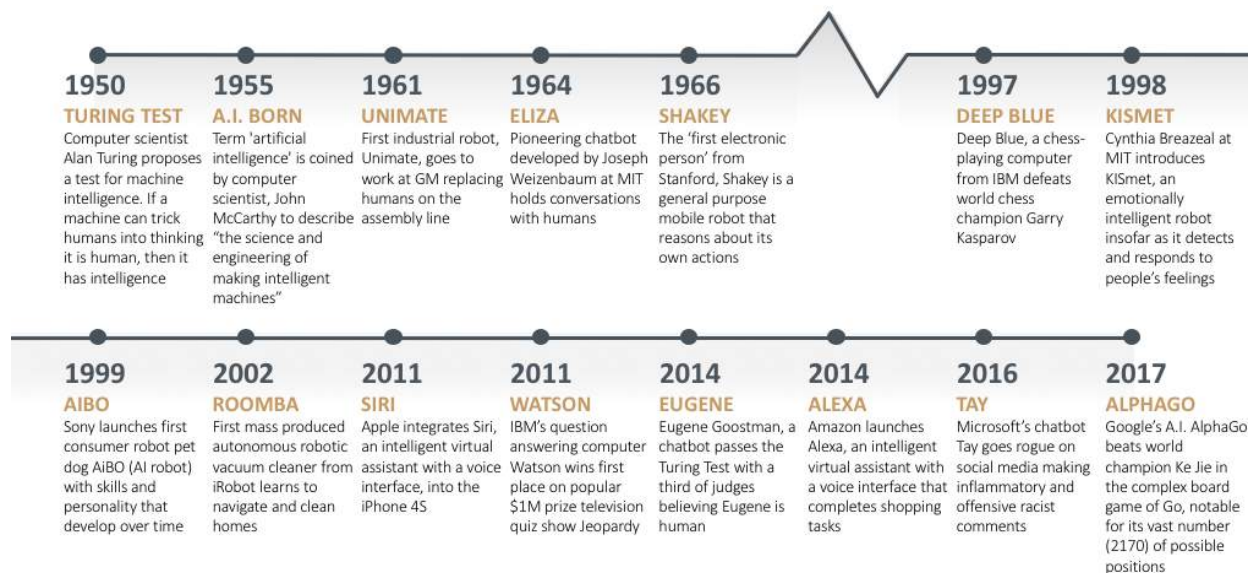 1950
TURING TEST
Computer scientist
Alan Turing proposes
a test for machine
intelligence. If a
machine can trick
humans into thinking
it is human, then it
has intelligence
1955
A.I. BORN
Term 'artificial
intelligence' is coined
by computer
scientist, John
McCarthy to describe
“the science and
engineering of
making intelligent
machines”
1961
UNIMATE
First industrial robot,
Unimate, goes to
work at GM replacing
humans on the
assembly line
1964
ELIZA
Pioneering chatbot
developed by Joseph
Weizenbaum at MIT
holds conversations
with humans
1966
SHAKEY
The ‘first electronic
person’ from
Stanford, Shakey is a
general purpose
mobile robot that
reasons about its
own actions
1997
DEEP BLUE
Deep Blue, a chess-
playing computer
from IBM defeats
world chess
champion Garry
Kasparov
1998
KISMET
Cynthia Breazeal at
MIT introduces
KISmet, an
emotionally
intelligent robot
insofar as it detects
and responds to
people’s feelings
1999
AIBO
Sony launches first
consumer robot pet
dog AiBO (AI robot)
with skills and
personality that
develop over time
2002
ROOMBA
First mass produced
autonomous robotic
vacuum cleaner from
iRobot learns to
navigate and clean
homes
2011
SIRI
Apple integrates Siri,
an intelligent virtual
assistant with a voice
interface, into the
iPhone 4S
2011
WATSON
IBM’s question
answering computer
Watson wins first
place on popular
$1M prize television
quiz show Jeopardy
2014
EUGENE
Eugene Goostman, a
chatbot passes the
Turing Test with a
third of judges
believing Eugene is
human
2014
ALEXA
Amazon launches
Alexa, an intelligent
virtual assistant with
a voice interface that
completes shopping
tasks
2016
TAY
Microsoft’s chatbot
Tay goes rogue on
social media making
inflammatory and
offensive racist
comments
2017
ALPHAGO
Google’s A.I. AlphaGo
beats world
champion Ke Jie in
the complex board
game of Go, notable
for its vast number
(2170) of possible
positions